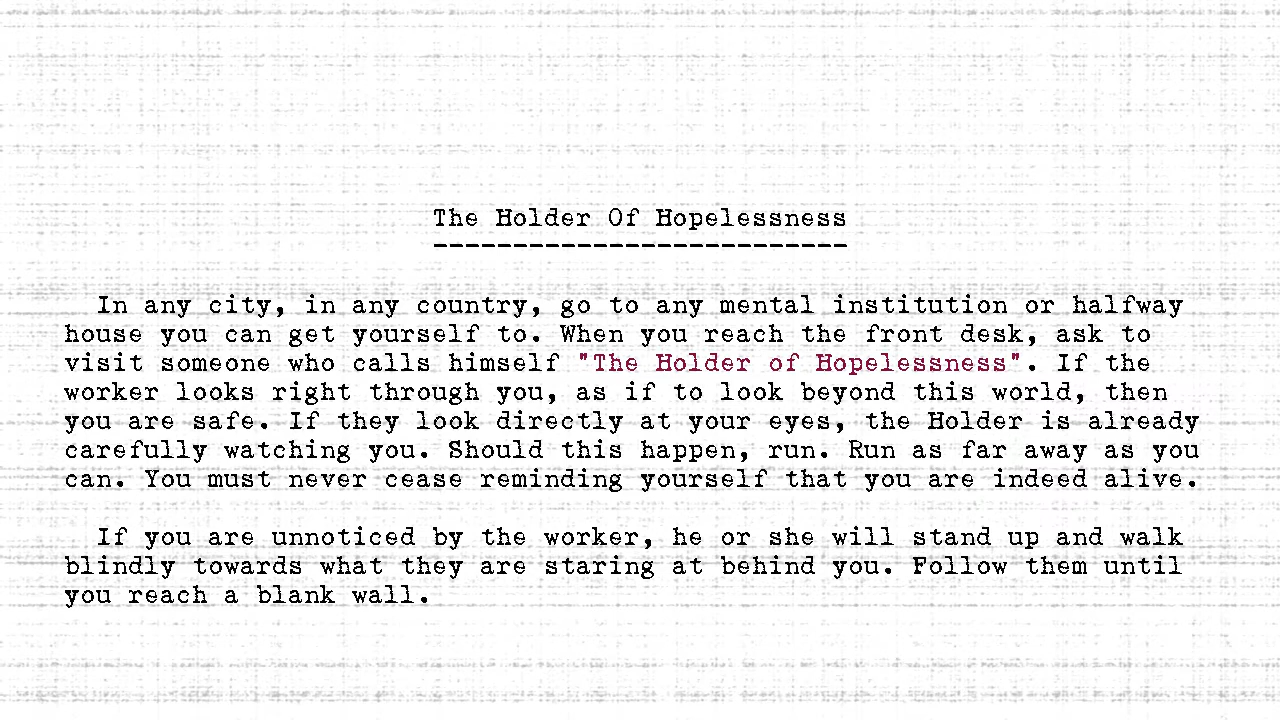 The Holder Of Hopelessness
--------------------------
In any city, in any country, go to any mental institution or halfway
house you can get yourself to. When you reach the front desk, ask to
visit someone who calls himself "The Holder of Hopelessness". If the
worker looks right through you, as if to look beyond this world, then
you are safe. If they look directly at your eyes, the Holder is already
carefully watching you. Should this happen, run. Run as far away as you
can. You must never cease reminding yourself that you are indeed alive.
If you are unnoticed by the worker, he or she will stand up and walk
blindly towards what they are staring at behind you. Follow them until
you reach a blank wall.